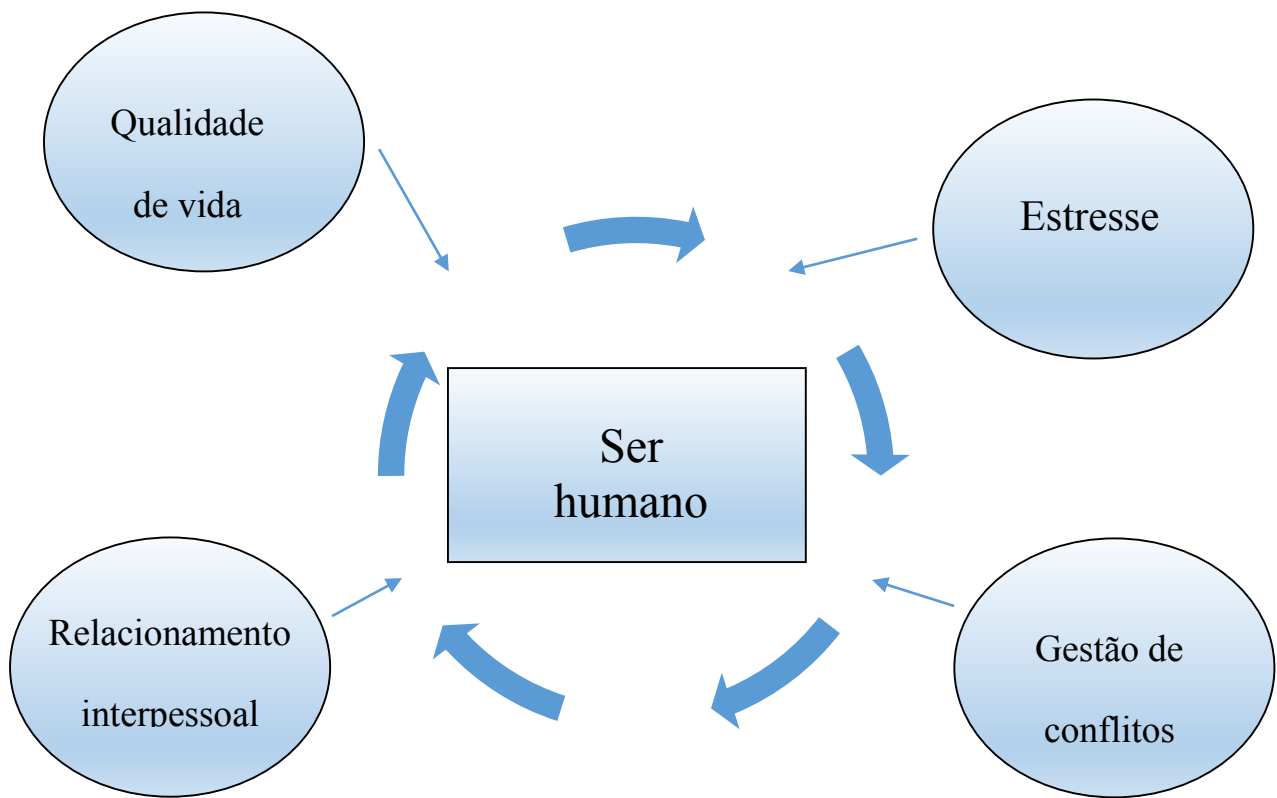 Qualidade
de vida
Estresse
Ser
humano
Relacionamento
interpessoal
Gestão de
conflitos